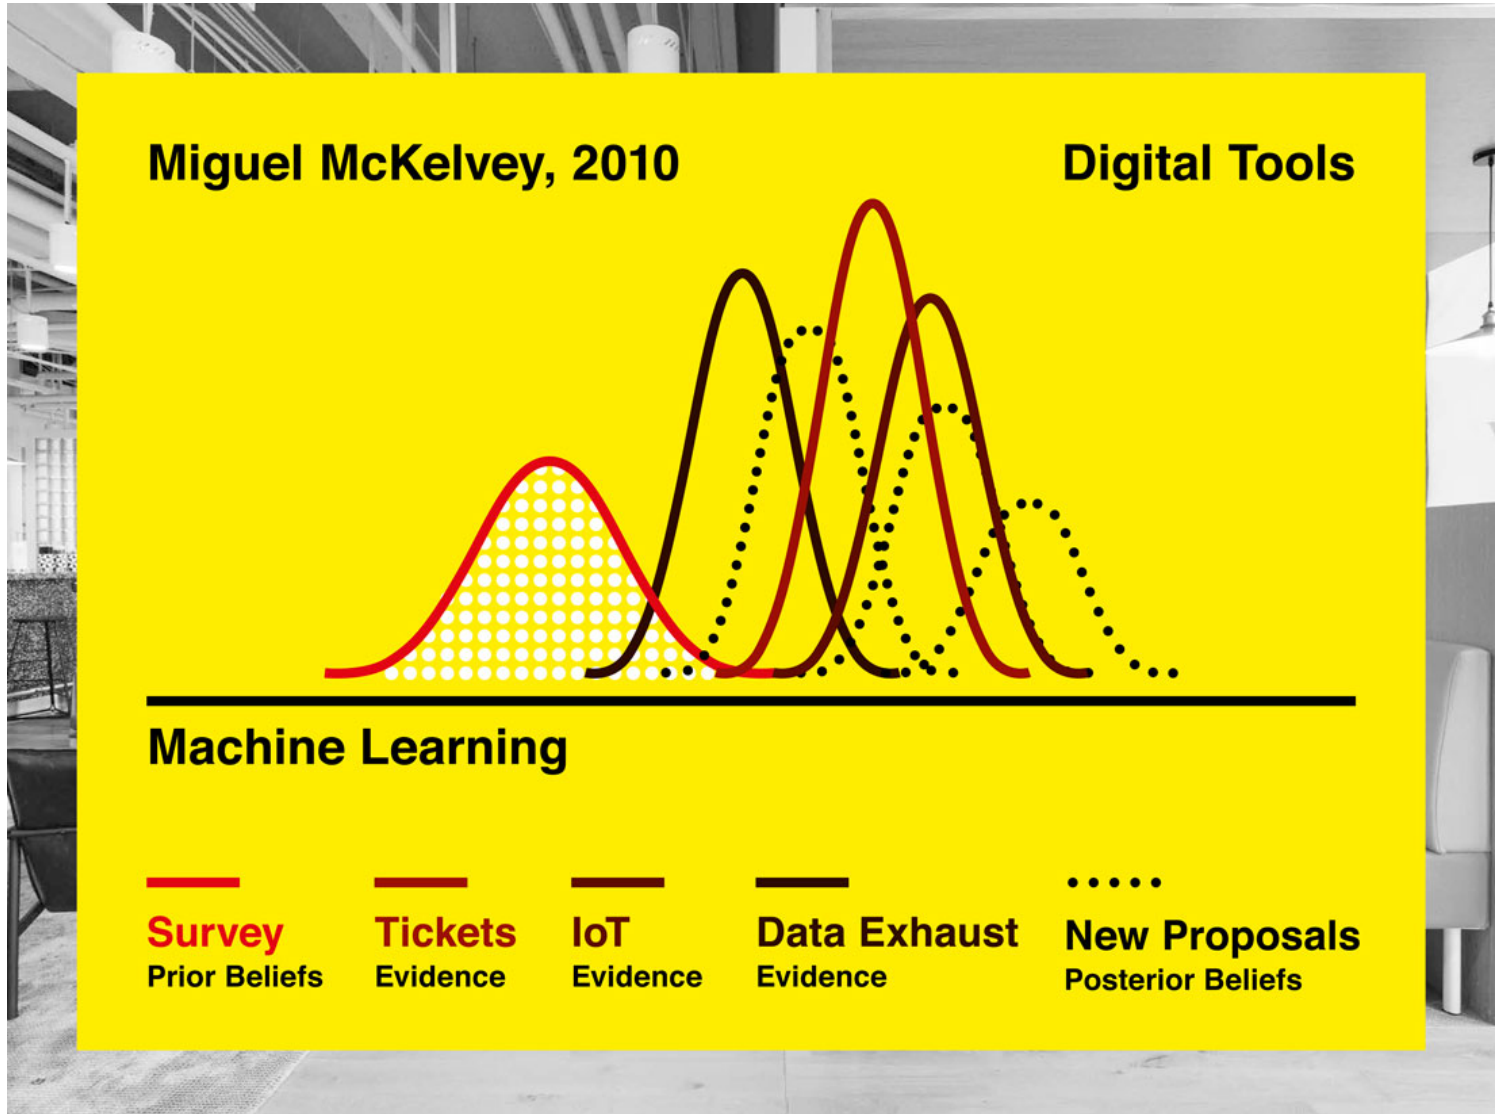 Miguel McKelvey, 2010
Digital Tools
Machine Learning
Survey
Prior Beliefs
Tickets
Evidence
IoT
Evidence
Data Exhaust
Evidence
New Proposals
Posterior Beliefs